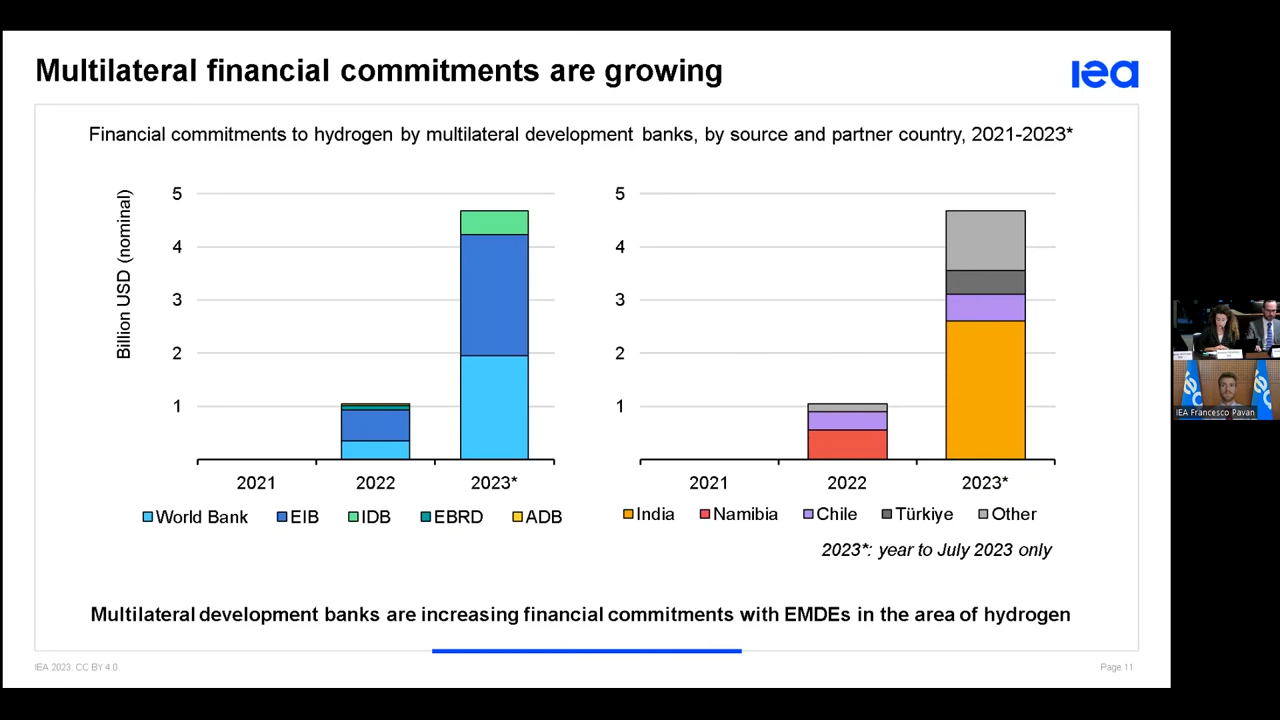 Multilateral financial commitments are growing
iea
Financial commitments to hydrogen by multilateral development banks, by source and partner country, 2021-2023*
Billion USD (nominal)
5
4
3
2
1
2021 2022 2023*
World Bank EIB IDB EBRD ADB
5
4
3
2
1
2021 2022 2023*
India Namibia Chile Türkiye Other
2023*: year to July 2023 only
Multilateral development banks are increasing financial commitments with EMDEs in the area of hydrogen
IEA 2023. CC BY 4.0.
Page 11
IEA Francesco Pavan